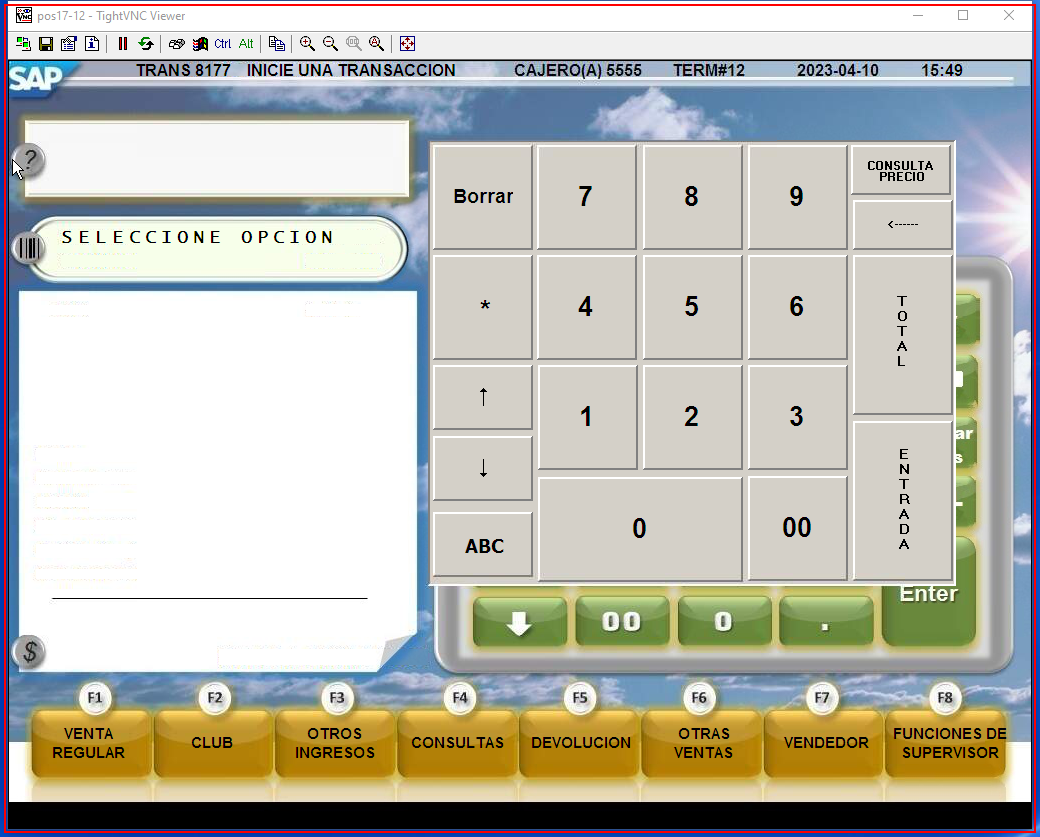 pos17-12 - TightVNC Viewer
Ctrl Alt
SAP
TRANS 8177 INICIE UNA TRANSACCION CAJERO(A) 5555 TERM#12 2023-04-10 15:49
?
SELECCIONE OPCION
Borrar 7 8 9 CONSULTA
PRECIO
<------
* 4 5 6 TOTAL
↑ 1 2 3
↓
ABC 0 00 ENTRADA
ar
s
Enter
00 0 .
$
F1 F2 F3 F4 F5 F6 F7 F8
VENTA
REGULAR
CLUB
OTROS
INGRESOS
CONSULTAS
DEVOLUCION
OTRAS
VENTAS
VENDEDOR
FUNCIONES DE
SUPERVISOR